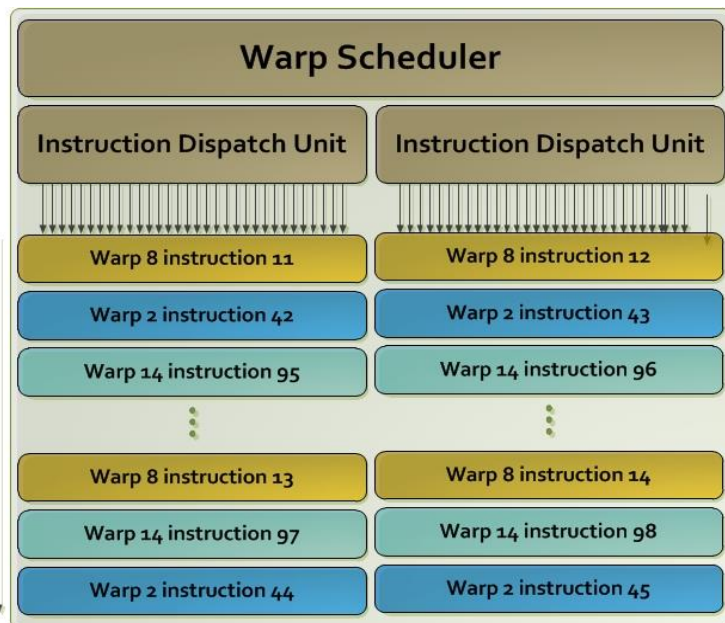 Warp Scheduler
Instruction Dispatch Unit
Instruction Dispatch Unit
Warp 8 instruction 11
Warp 8 instruction 12
Warp 2 instruction 42
Warp 2 instruction 43
Warp 14 instruction 95
Warp 14 instruction 96
Warp 8 instruction 13
Warp 8 instruction 14
Warp 14 instruction 97
Warp 14 instruction 98
Warp 2 instruction 44
Warp 2 instruction 45